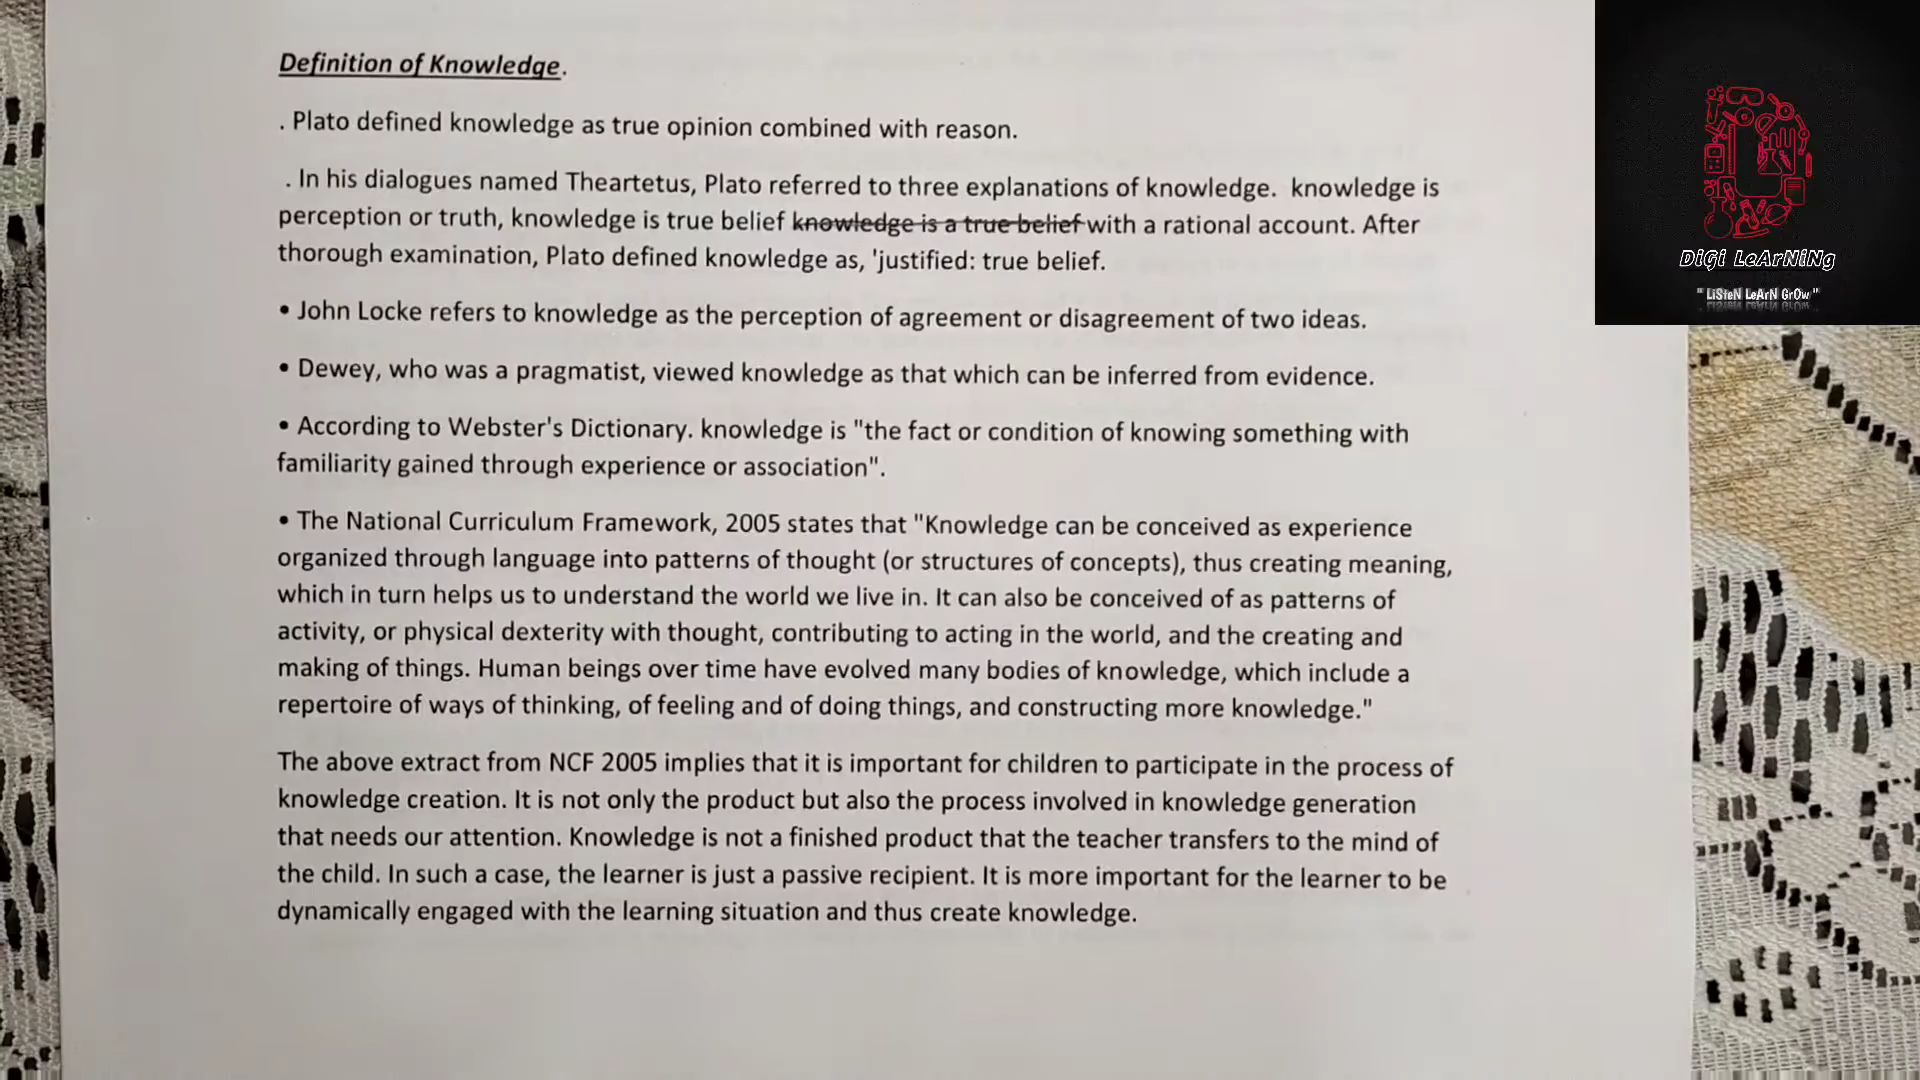 Definition of Knowledge.
. Plato defined knowledge as true opinion combined with reason.
. In his dialogues named Theartetus, Plato referred to three explanations of knowledge. knowledge is
perception or truth, knowledge is true belief knowledge is a true belief with a rational account. After
thorough examination, Plato defined knowledge as, 'justified: true belief.
• John Locke refers to knowledge as the perception of agreement or disagreement of two ideas.
• Dewey, who was a pragmatist, viewed knowledge as that which can be inferred from evidence.
• According to Webster's Dictionary. knowledge is "the fact or condition of knowing something with
familiarity gained through experience or association".
• The National Curriculum Framework, 2005 states that "Knowledge can be conceived as experience
organized through language into patterns of thought (or structures of concepts), thus creating meaning,
which in turn helps us to understand the world we live in. It can also be conceived of as patterns of
activity, or physical dexterity with thought, contributing to acting in the world, and the creating and
making of things. Human beings over time have evolved many bodies of knowledge, which include a
repertoire of ways of thinking, of feeling and of doing things, and constructing more knowledge."
The above extract from NCF 2005 implies that it is important for children to participate in the process of
knowledge creation. It is not only the product but also the process involved in knowledge generation
that needs our attention. Knowledge is not a finished product that the teacher transfers to the mind of
the child. In such a case, the learner is just a passive recipient. It is more important for the learner to be
dynamically engaged with the learning situation and thus create knowledge.
DiGi LeArNiNg
" LiSteN LeArN GrOw "